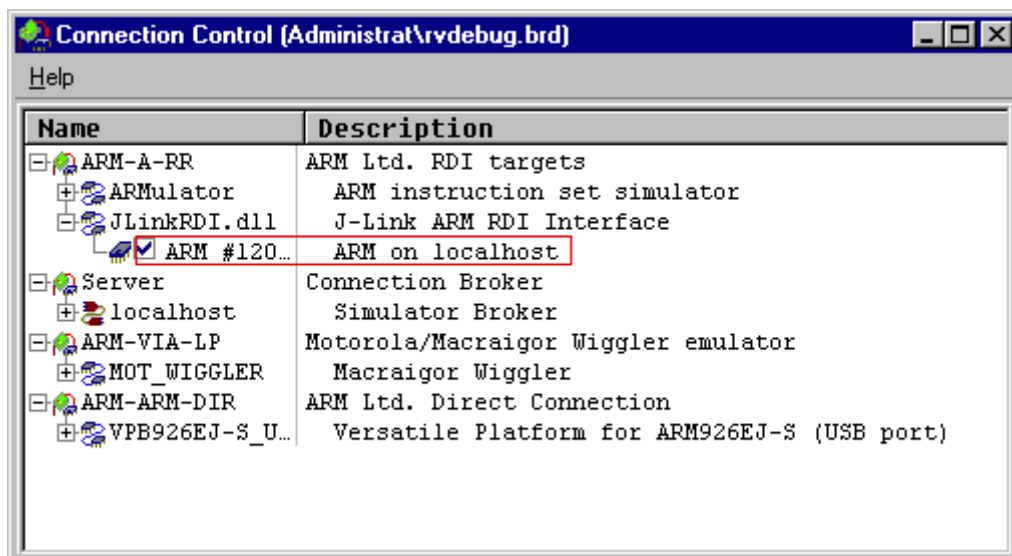 Connection Control (Administrat\rvdebug.brd)
Help
Name Description
ARM-A-RR ARM Ltd. RDI targets
ARMulator ARM instruction set simulator
JLinkRDI.dll J-Link ARM RDI Interface
ARM #120… ARM on localhost
Server Connection Broker
localhost Simulator Broker
ARM-VIA-LP Motorola/Macraigor Wiggler emulator
MOT_WIGGLER Macraigor Wiggler
ARM-ARM-DIR ARM Ltd. Direct Connection
VPB926EJ-S_U… Versatile Platform for ARM926EJ-S (USB port)